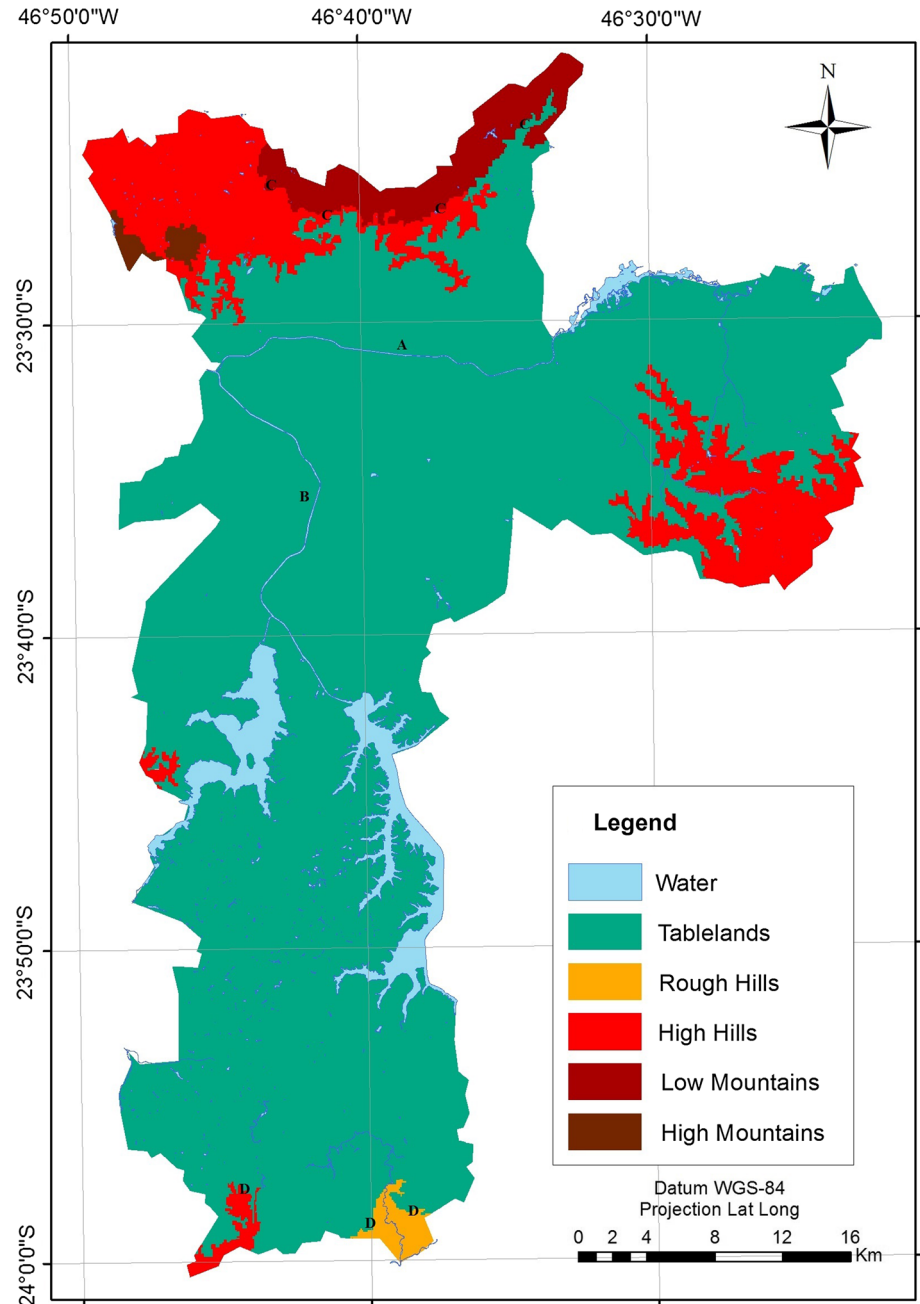 46°50'0"W 46°40'0"W 46°30'0"W
N
C
C
C
C
23°30'0"S
A
B
23°40'0"S
Legend
Water
23°50'0"S
Tablelands
Rough Hills
High Hills
Low Mountains
High Mountains
D
D
D
Datum WGS-84
Projection Lat Long
0 2 4 8 12 16
Km
24°0'0"S